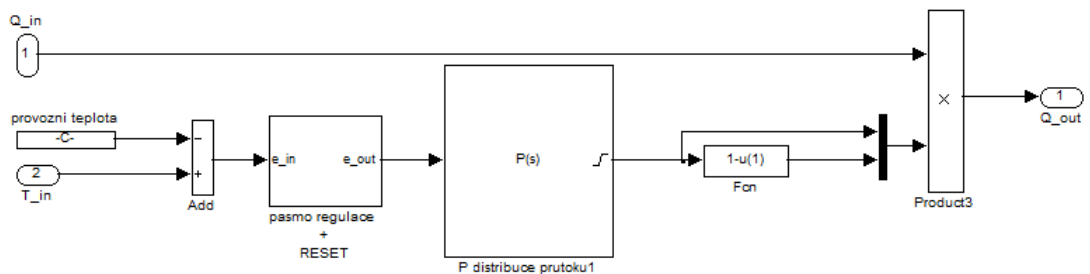 Q_in
1
provozni teplota
-C-
2
T_in
−
+
Add
e_in
e_out
pasmo regulace
+
RESET
P(s)
P distribuce prutoku1
1-u(1)
Fcn
×
Product3
1
Q_out